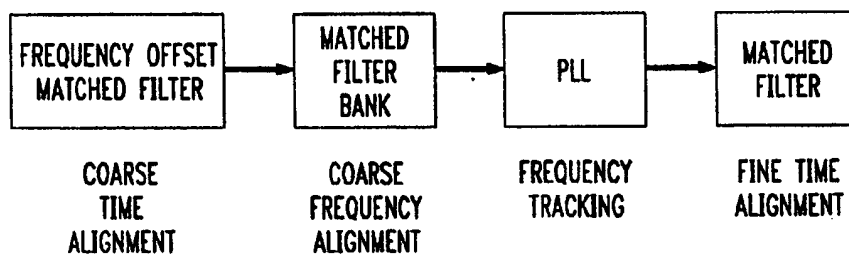 FREQUENCY OFFSET
MATCHED FILTER
MATCHED
FILTER
BANK
PLL
MATCHED
FILTER
COARSE
TIME
ALIGNMENT
COARSE
FREQUENCY
ALIGNMENT
FREQUENCY
TRACKING
FINE TIME
ALIGNMENT